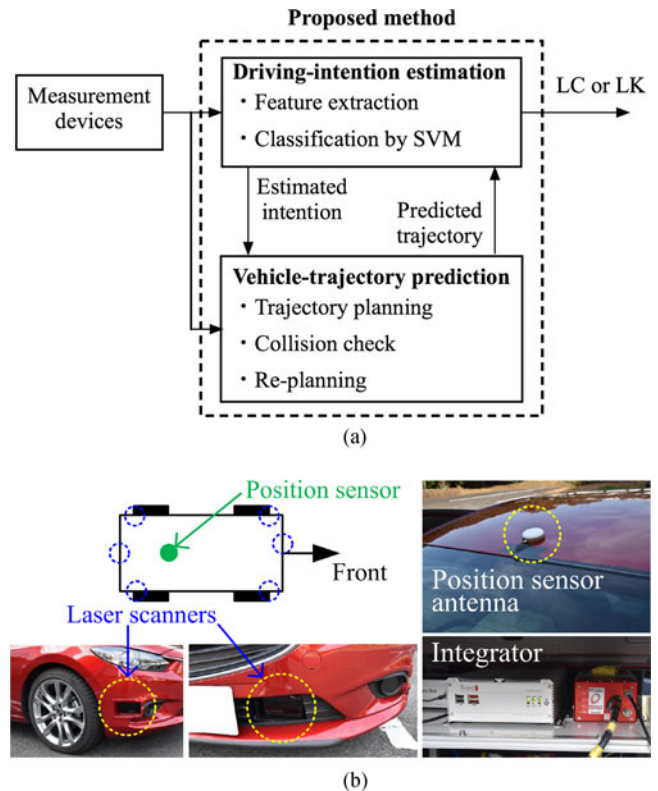 Proposed method
Measurement
devices
Driving-intention estimation
・Feature extraction
・Classification by SVM
LC or LK
Estimated
intention
Predicted
trajectory
Vehicle-trajectory prediction
・Trajectory planning
・Collision check
・Re-planning
(a)
Position sensor
Front
Laser scanners
Position sensor
antenna
Integrator
(b)